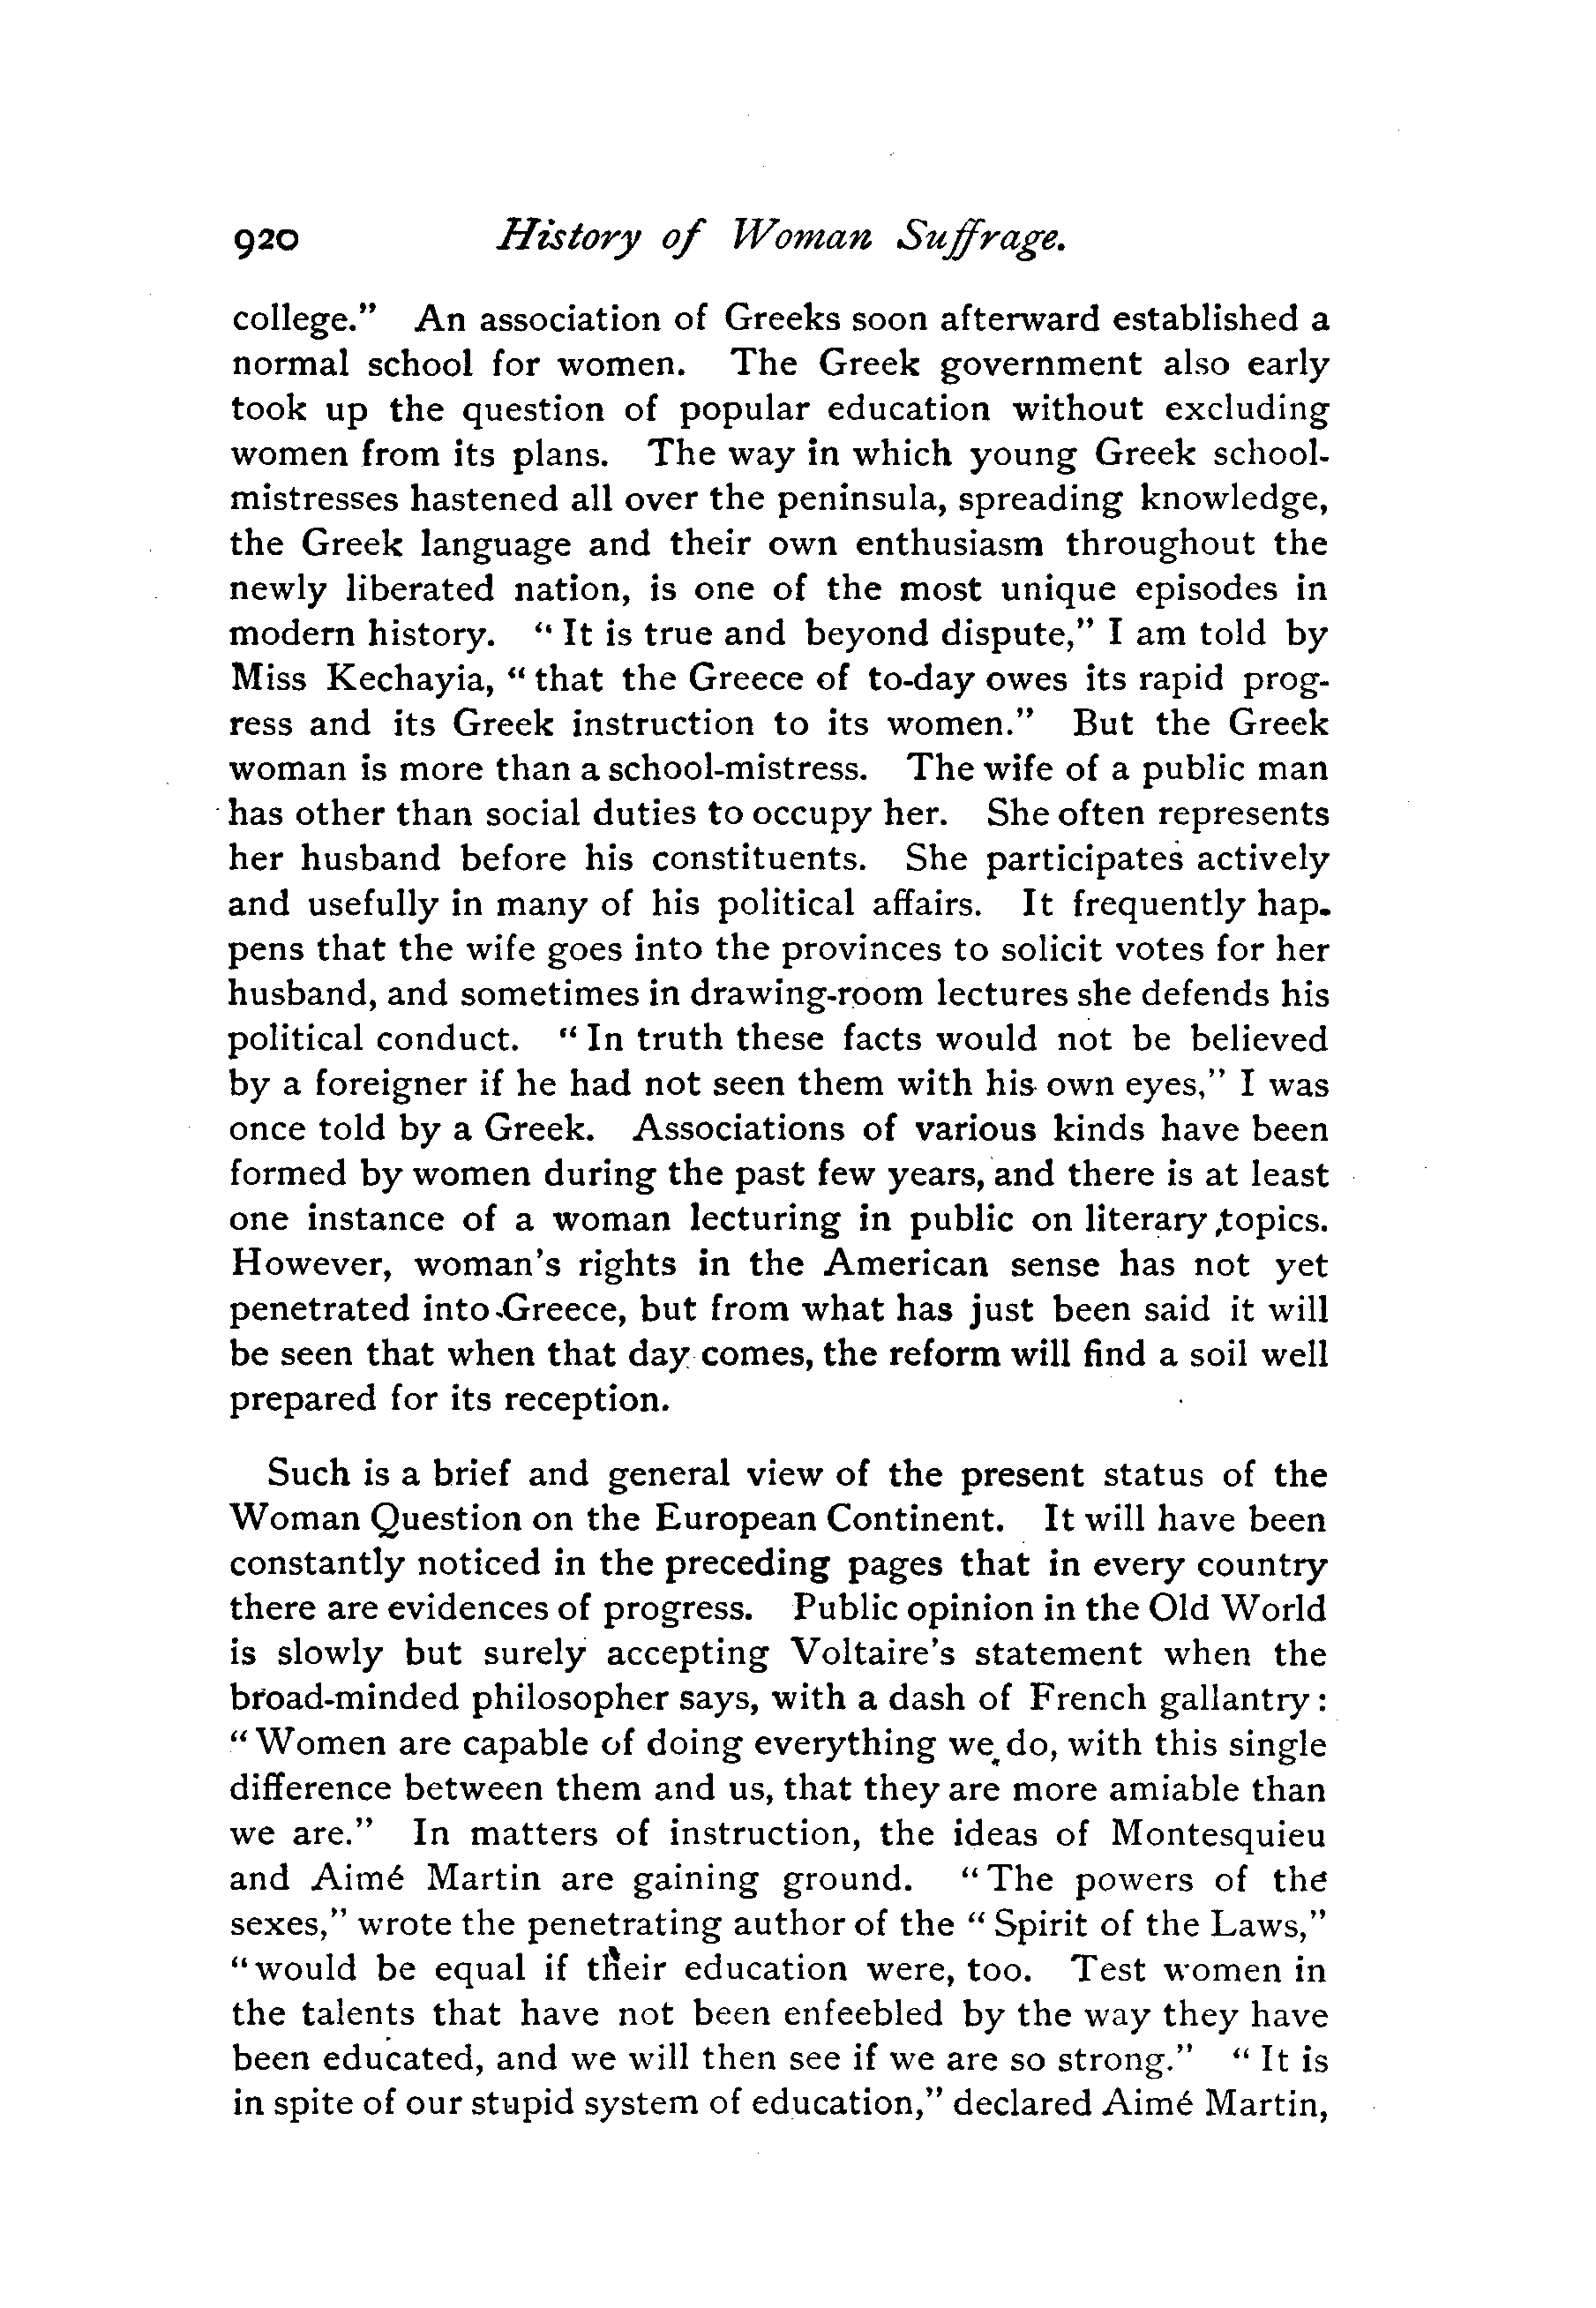 920 History of Woman Suffrage.
college." An association of Greeks soon afterward established a
normal school for women. The Greek government also early
took up the question of popular education without excluding
women from its plans. The way in which young Greek school-
mistresses hastened all over the peninsula, spreading knowledge,
the Greek language and their own enthusiasm throughout the
newly liberated nation, is one of the most unique episodes in
modern history. "It is true and beyond dispute," I am told by
Miss Kechayia, "that the Greece of to-day owes its rapid prog-
ress and its Greek instruction to its women." But the Greek
woman is more than a school-mistress. The wife of a public man
has other than social duties to occupy her. She often represents
her husband before his constituents. She participates actively
and usefully in many of his political affairs. It frequently hap-
pens that the wife goes into the provinces to solicit votes for her
husband, and sometimes in drawing-room lectures she defends his
political conduct. "In truth these facts would not be believed
by a foreigner if he had not seen them with his own eyes," I was
once told by a Greek. Associations of various kinds have been
formed by women during the past few years, and there is at least
one instance of a woman lecturing in public on literary topics.
However, woman's rights in the American sense has not yet
penetrated into Greece, but from what has just been said it will
be seen that when that day comes, the reform will find a soil well
prepared for its reception.
Such is a brief and general view of the present status of the
Woman Question on the European Continent. It will have been
constantly noticed in the preceding pages that in every country
there are evidences of progress. Public opinion in the Old World
is slowly but surely accepting Voltaire's statement when the
broad-minded philosopher says, with a dash of French gallantry:
"Women are capable of doing everything we do, with this single
difference between them and us, that they are more amiable than
we are." In matters of instruction, the ideas of Montesquieu
and Aimé Martin are gaining ground. "The powers of the
sexes," wrote the penetrating author of the "Spirit of the Laws,"
"would be equal if their education were, too. Test women in
the talents that have not been enfeebled by the way they have
been educated, and we will then see if we are so strong." "It is
in spite of our stupid system of education," declared Aimé Martin,